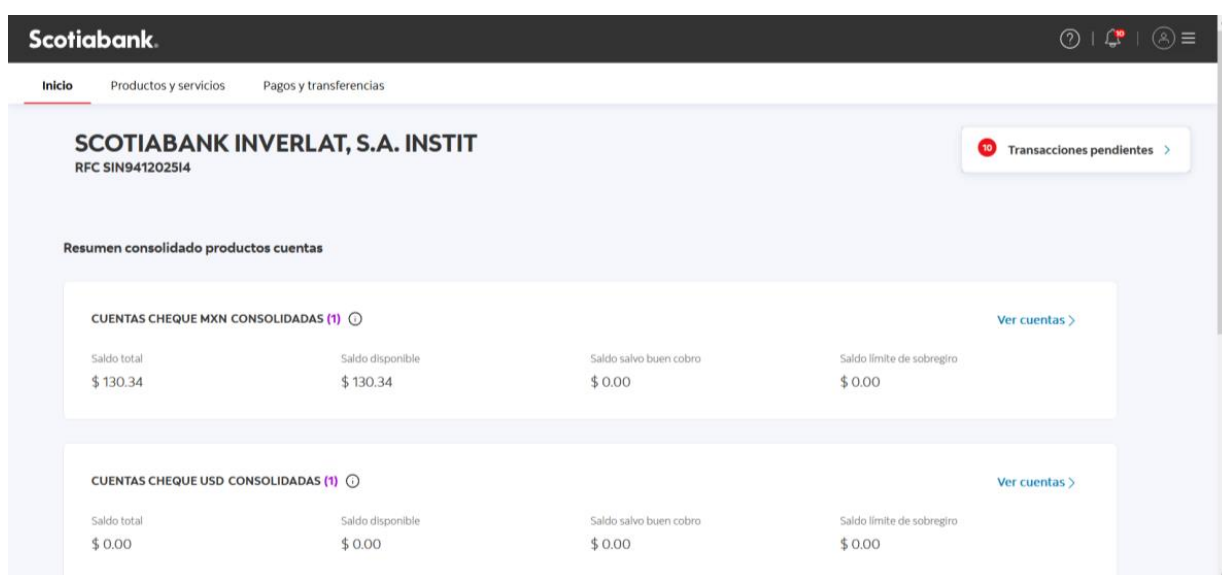 Scotiabank.
10
Inicio Productos y servicios Pagos y transferencias
SCOTIABANK INVERLAT, S.A. INSTIT
RFC SIN9412025I4
10 Transacciones pendientes
Resumen consolidado productos cuentas
CUENTAS CHEQUE MXN CONSOLIDADAS (1)
Ver cuentas
Saldo total Saldo disponible Saldo salvo buen cobro Saldo límite de sobregiro
$ 130.34 $ 130.34 $ 0.00 $ 0.00
CUENTAS CHEQUE USD CONSOLIDADAS (1)
Ver cuentas
Saldo total Saldo disponible Saldo salvo buen cobro Saldo límite de sobregiro
$ 0.00 $ 0.00 $ 0.00 $ 0.00